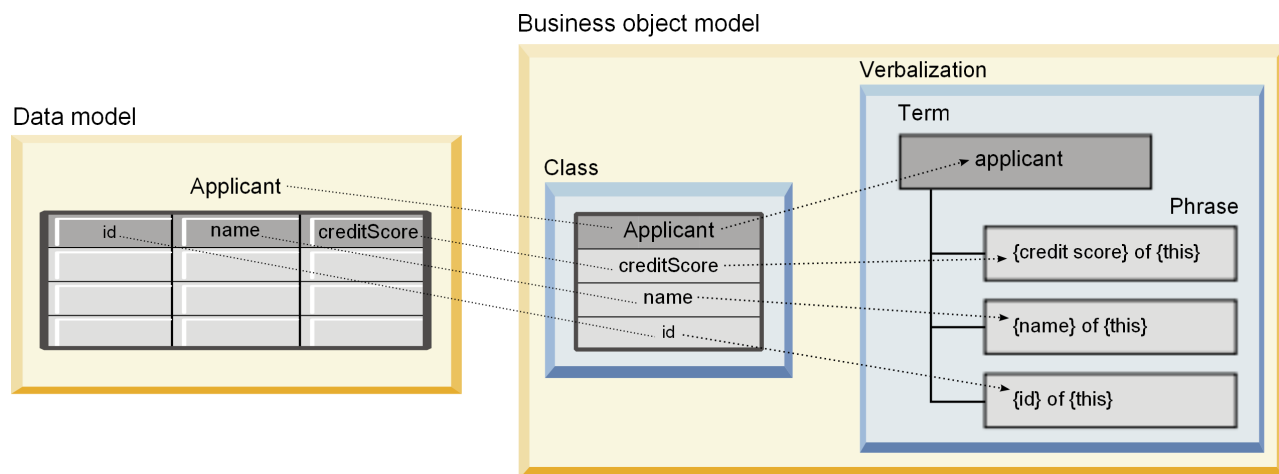 Business object model
Verbalization
Data model
Term
applicant
Class
Applicant
Phrase
id
name
creditScore
Applicant
creditScore
name
id
{credit score} of {this}
{name} of {this}
{id} of {this}